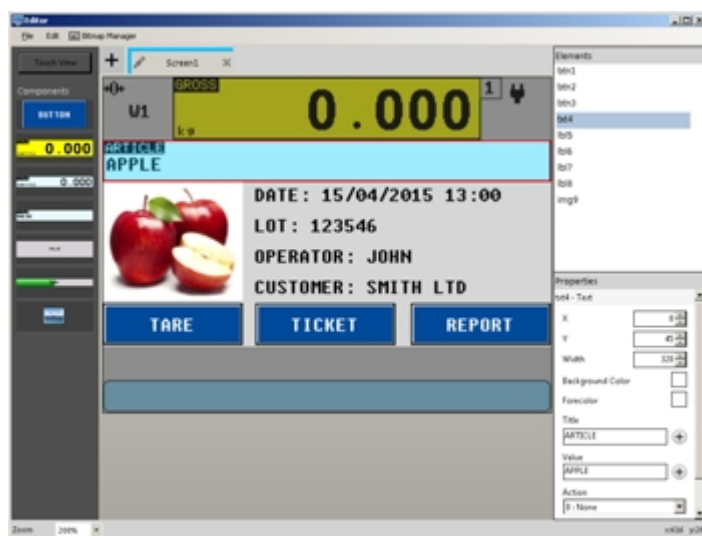 Editor
File Edit Bitmap Manager
Touch View
Screen1
Components
BUTTON
0.000
0.000
GROSS
W1
kg
0.000
1
ARTICLE
APPLE
DATE: 15/04/2015 13:00
LOT: 123546
OPERATOR: JOHN
CUSTOMER: SMITH LTD
TARE
TICKET
REPORT
Elements
btn1
btn2
btn3
txt4
lbl5
lbl6
lbl7
lbl8
img9
Properties
txt4 - Text
X
0
Y
45
Width
320
Background Color
Forecolor
Title
ARTICLE
Value
APPLE
Action
0 : None
Zoom
200%